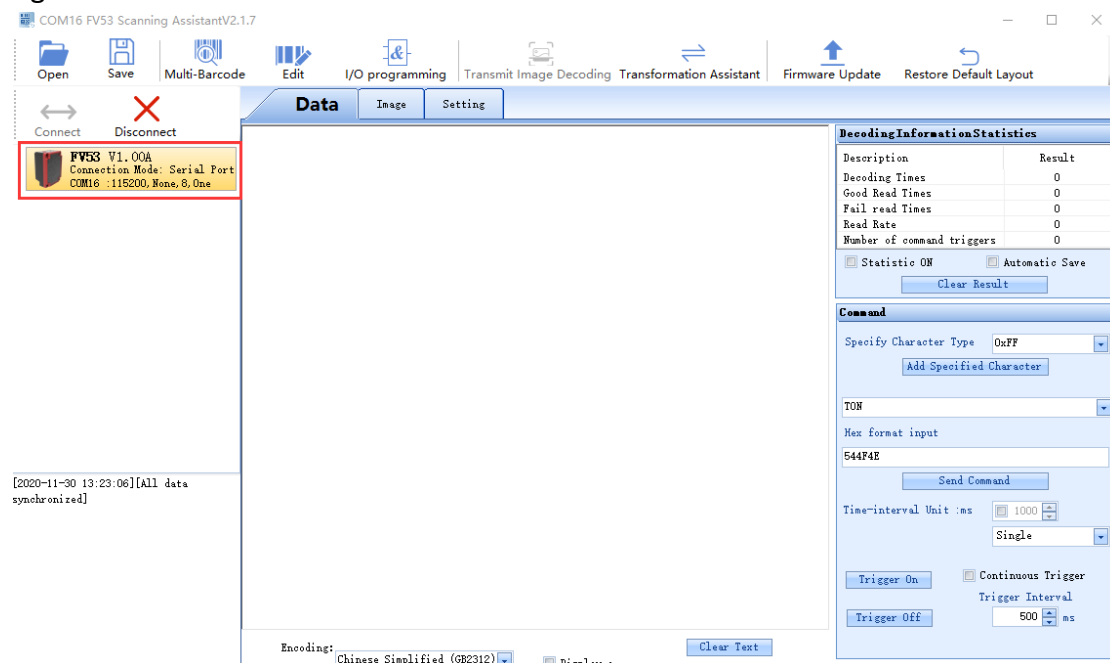 COM16 FV53 Scanning AssistantV2.1.7
Open Save Multi-Barcode Edit I/O programming Transmit Image Decoding Transformation Assistant Firmware Update Restore Default Layout
Connect Disconnect
FV53 V1.00A
Connection Mode: Serial Port
COM16 :115200,None,8,One
[2020-11-30 13:23:06][All data
synchronized]
Data Image Setting
Encoding:
Chinese Simplified (GB2312)
Clear Text
DecodingInformationStatistics
Description Result
Decoding Times 0
Good Read Times 0
Fail read Times 0
Read Rate 0
Number of command triggers 0
Statistic ON Automatic Save
Clear Result
Command
Specify Character Type 0xFF
Add Specified Character
TON
Hex format input
544F4E
Send Command
Time-interval Unit :ms 1000
Single
Trigger On Continuous Trigger
Trigger Interval
Trigger Off 500 ms